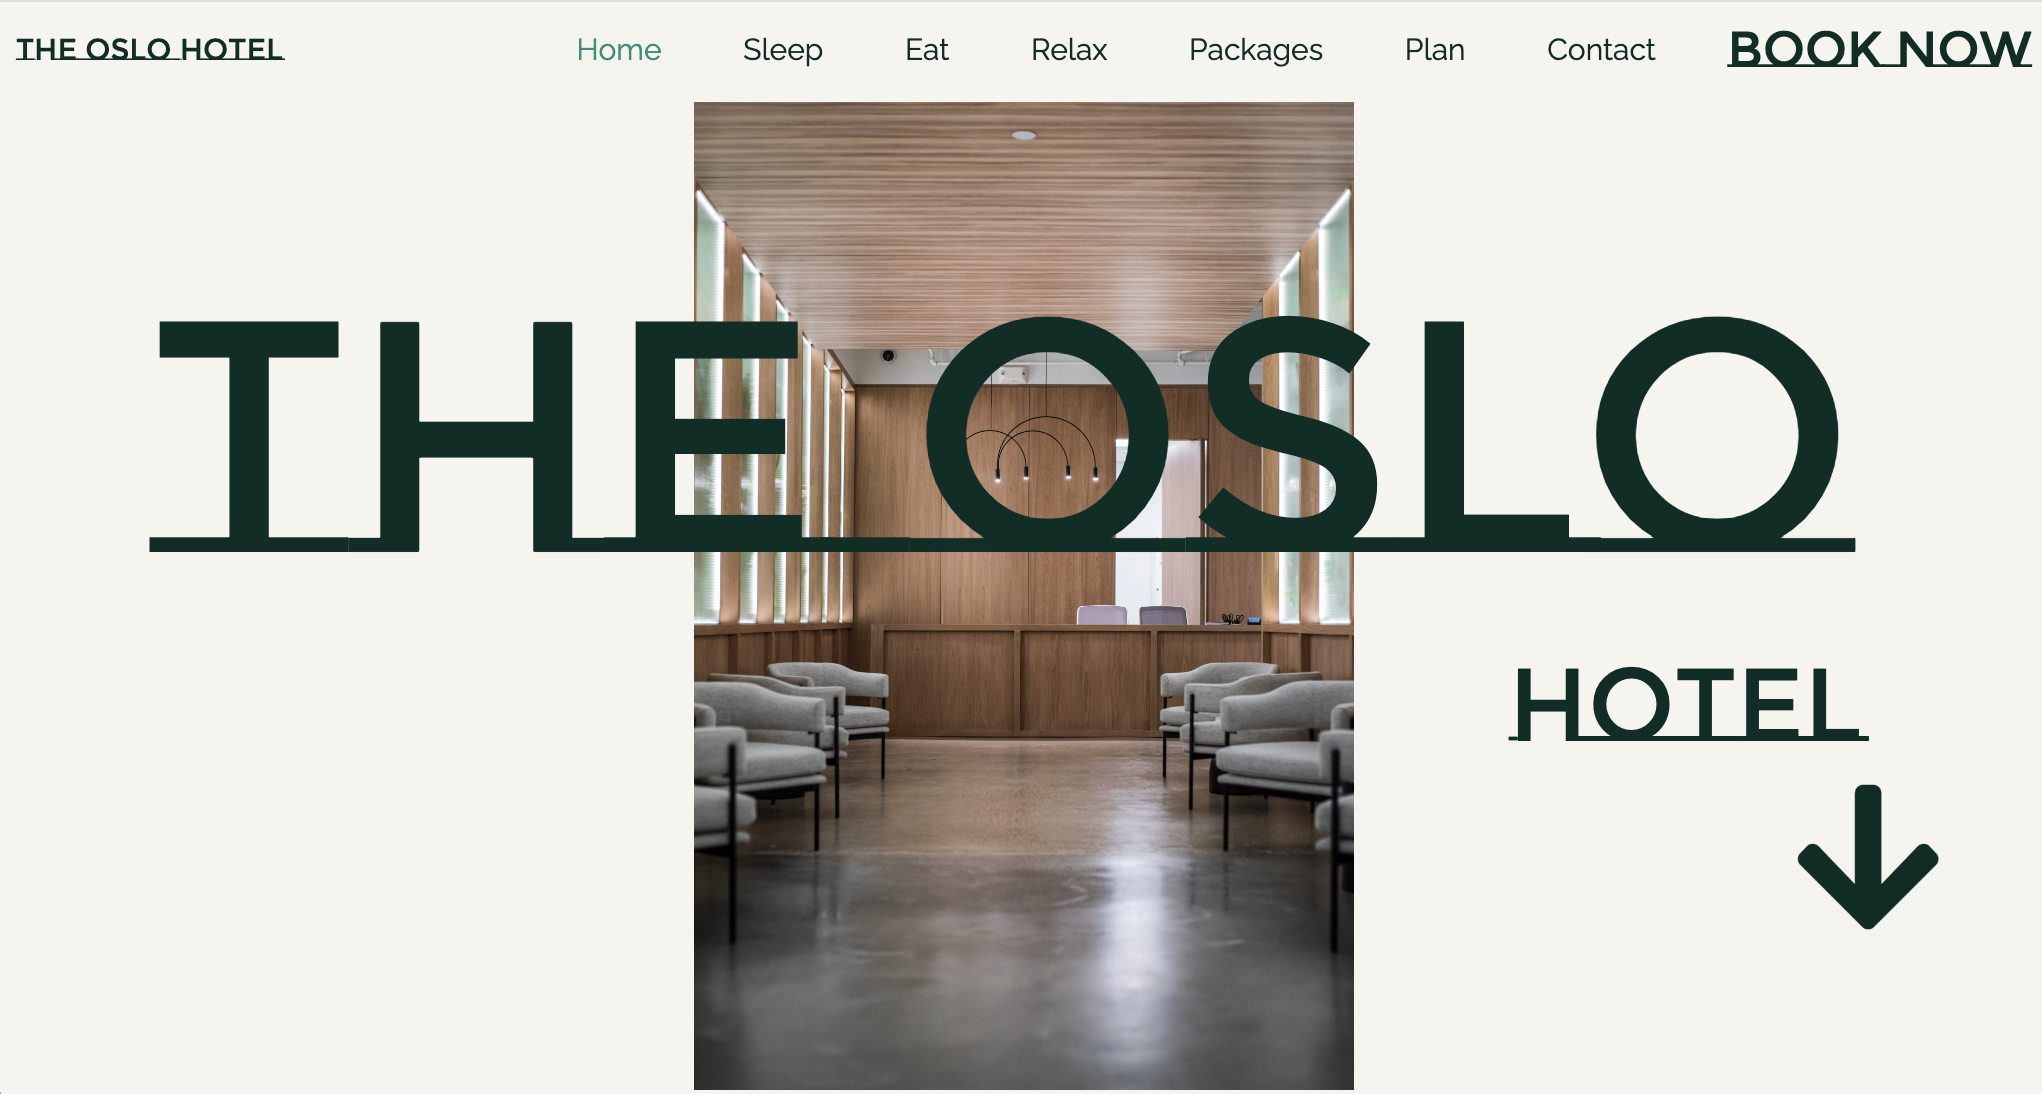 THE OSLO HOTEL
Home Sleep Eat Relax Packages Plan Contact
BOOK NOW
THE OSLO
HOTEL